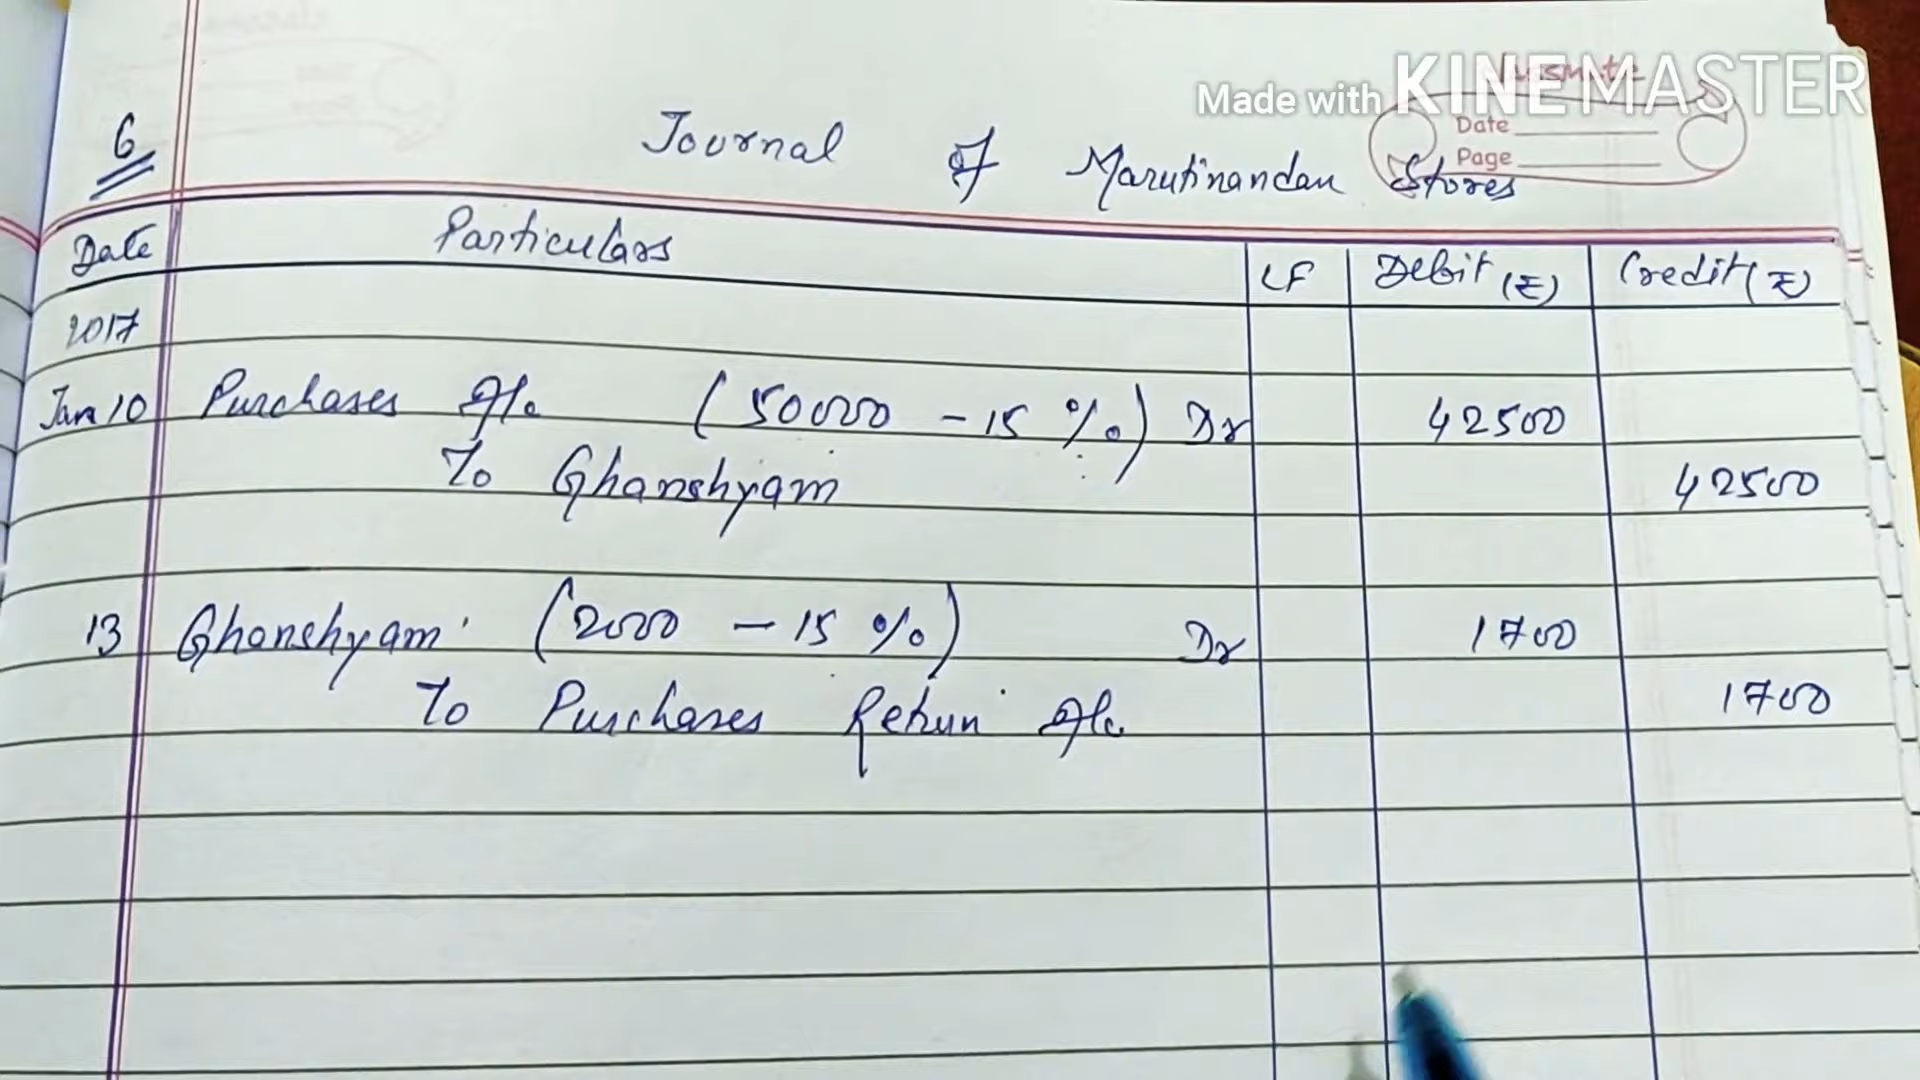 Made with KINEMASTER
Date
Page
6
Journal of Marutinandan Stores
Date Particulars LF Debit (₹) Credit (₹)
2017
Jan 10 Purchases A/c (50000 - 15 %) Dr 42500
To Ghanshyam 42500
13 Ghanshyam (2000 - 15 %) Dr 1700
To Purchases Return A/c 1700